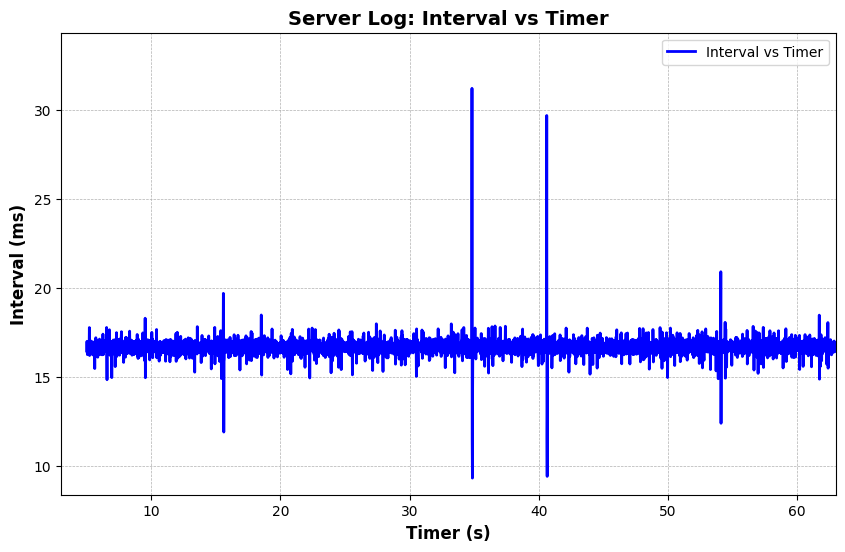 Server Log: Interval vs Timer
Interval vs Timer
30
25
20
15
10
Interval (ms)
10 20 30 40 50 60
Timer (s)